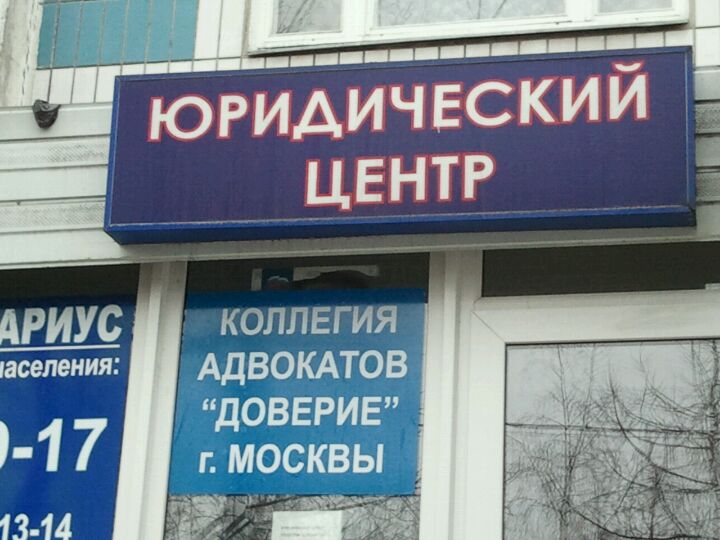 ЮРИДИЧЕСКИЙ
ЦЕНТР
АРИУС
населения:
-17
13-14
КОЛЛЕГИЯ
АДВОКАТОВ
“ДОВЕРИЕ”
г. МОСКВЫ